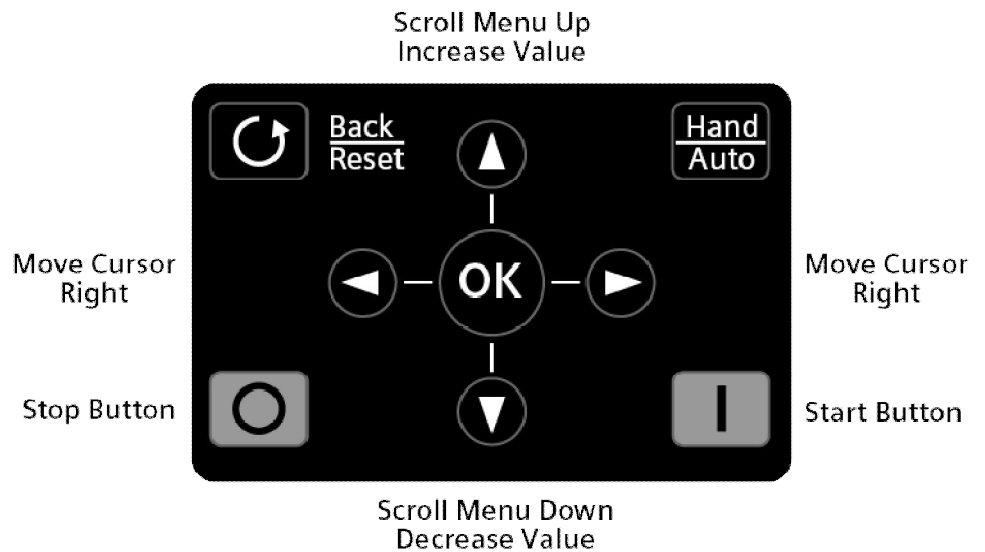 Scroll Menu Up
Increase Value
Back
Reset
Hand
Auto
Move Cursor
Right
OK
Move Cursor
Right
Stop Button
Start Button
Scroll Menu Down
Decrease Value